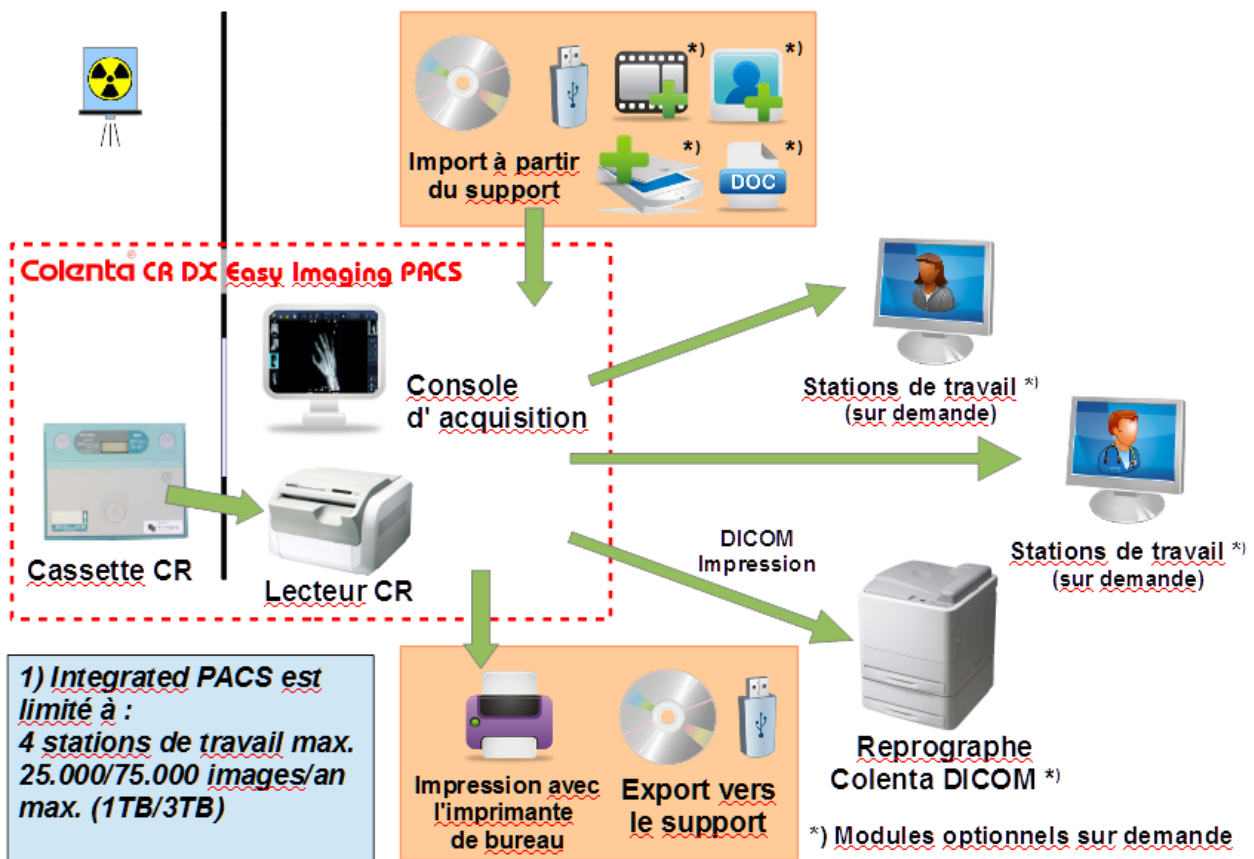 *)
*)
Import à partir
du support
*)
*)
DOC
Colenta® CR DX Easy Imaging PACS
Console
d' acquisition
Stations de travail *)
(sur demande)
Cassette CR
Lecteur CR
DICOM
Impression
Stations de travail *)
(sur demande)
1) Integrated PACS est
limité à :
4 stations de travail max.
25.000/75.000 images/an
max. (1TB/3TB)
Impression avec
l'imprimante
de bureau
Export vers
le support
Reprographe
Colenta DICOM *)
*) Modules optionnels sur demande